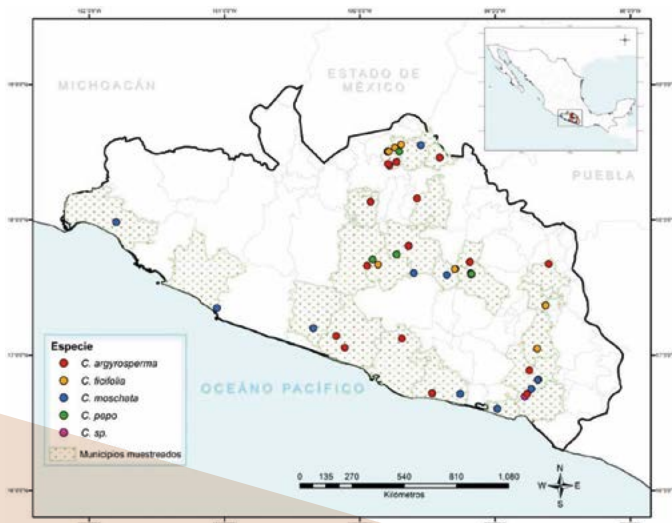 MICHOACÁN
ESTADO DE
MÉXICO
PUEBLA
OCEÁNO PACÍFICO
Especie
C. argyrosperma
C. ficifolia
C. moschata
C. pepo
C. sp.
Municipios muestreados
0 135 270 540 810 1,080
Kilómetros
N
W E
S